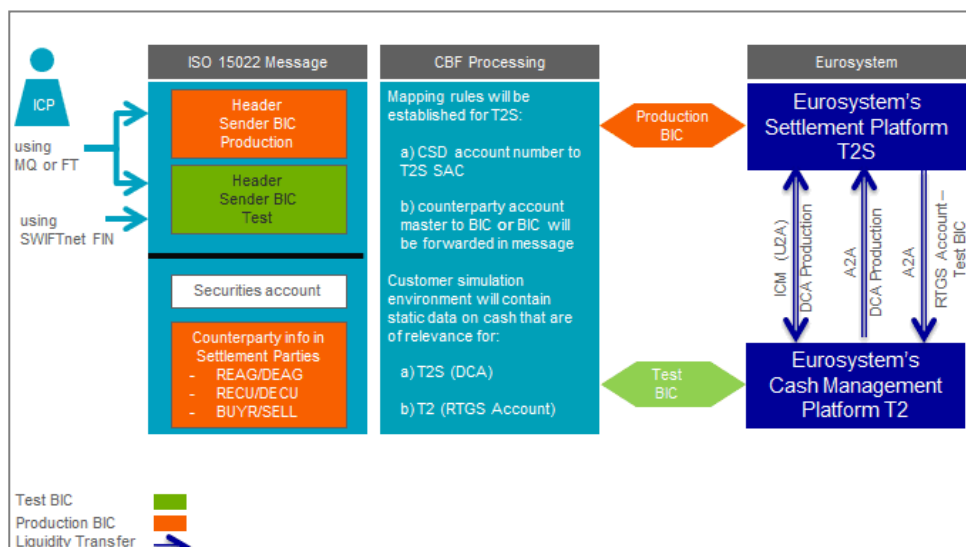 ISO 15022 Message
CBF Processing
Eurosystem
ICP
using
MQ or FT
using
SWIFTnet FIN
Header
Sender BIC
Production
Header
Sender BIC
Test
Securities account
Counterparty info in
Settlement Parties
- REAG/DEAG
- RECU/DECU
- BUYR/SELL
Mapping rules will be
established for T2S:
a) CSD account number to
T2S SAC
b) counterparty account
master to BIC or BIC will
be forwarded in message
Customer simulation
environment will contain
static data on cash that are
of relevance for:
a) T2S (DCA)
b) T2 (RTGS Account)
Production
BIC
Test
BIC
Eurosystem's
Settlement Platform
T2S
ICM (U2A)
DCA Production
A2A
DCA Production
A2A
RTGS Account–
Test BIC
Eurosystem's
Cash Management
Platform T2
Test BIC
Production BIC
Liquidity Transfer